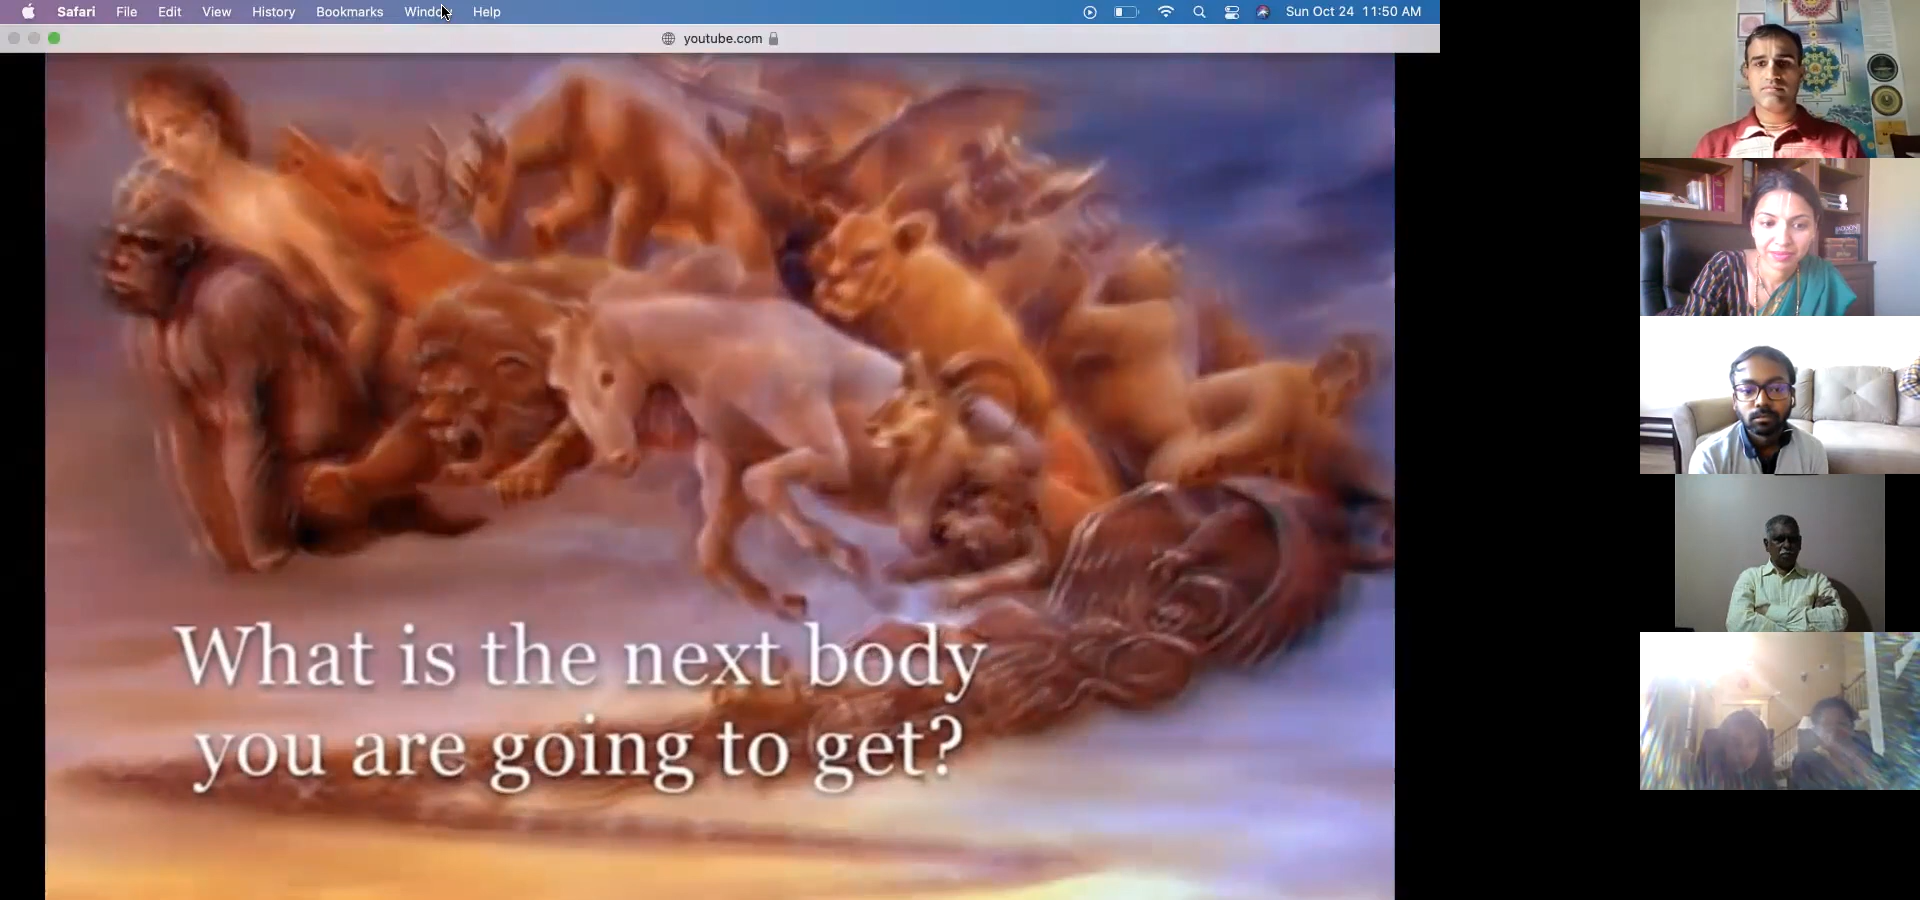 Safari File Edit View History Bookmarks Window Help Sun Oct 24 11:50 AM
youtube.com
What is the next body
you are going to get?